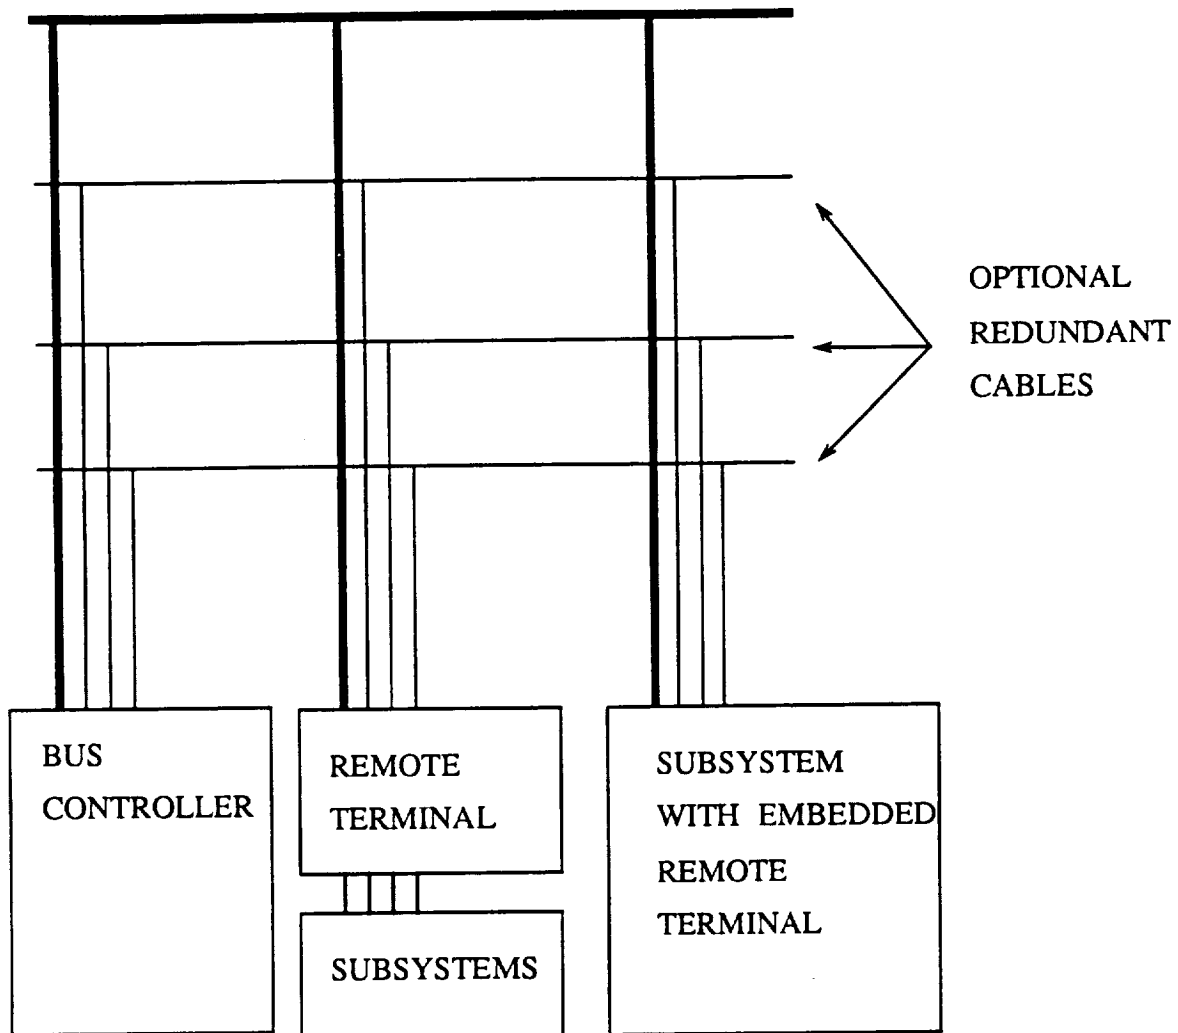 OPTIONAL
REDUNDANT
CABLES
BUS
CONTROLLER
REMOTE
TERMINAL
SUBSYSTEMS
SUBSYSTEM
WITH EMBEDDED
REMOTE
TERMINAL